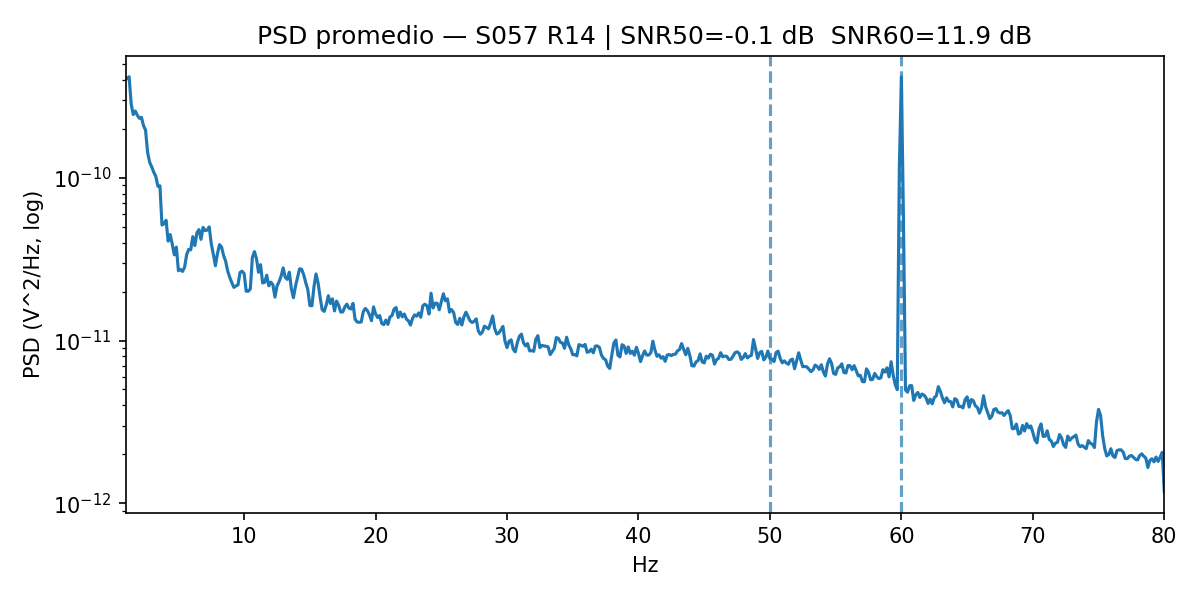 PSD promedio — S057 R14 | SNR50=-0.1 dB  SNR60=11.9 dB
PSD (V^2/Hz, log)
10⁻¹⁰
10⁻¹¹
10⁻¹²
10 20 30 40 50 60 70 80
Hz